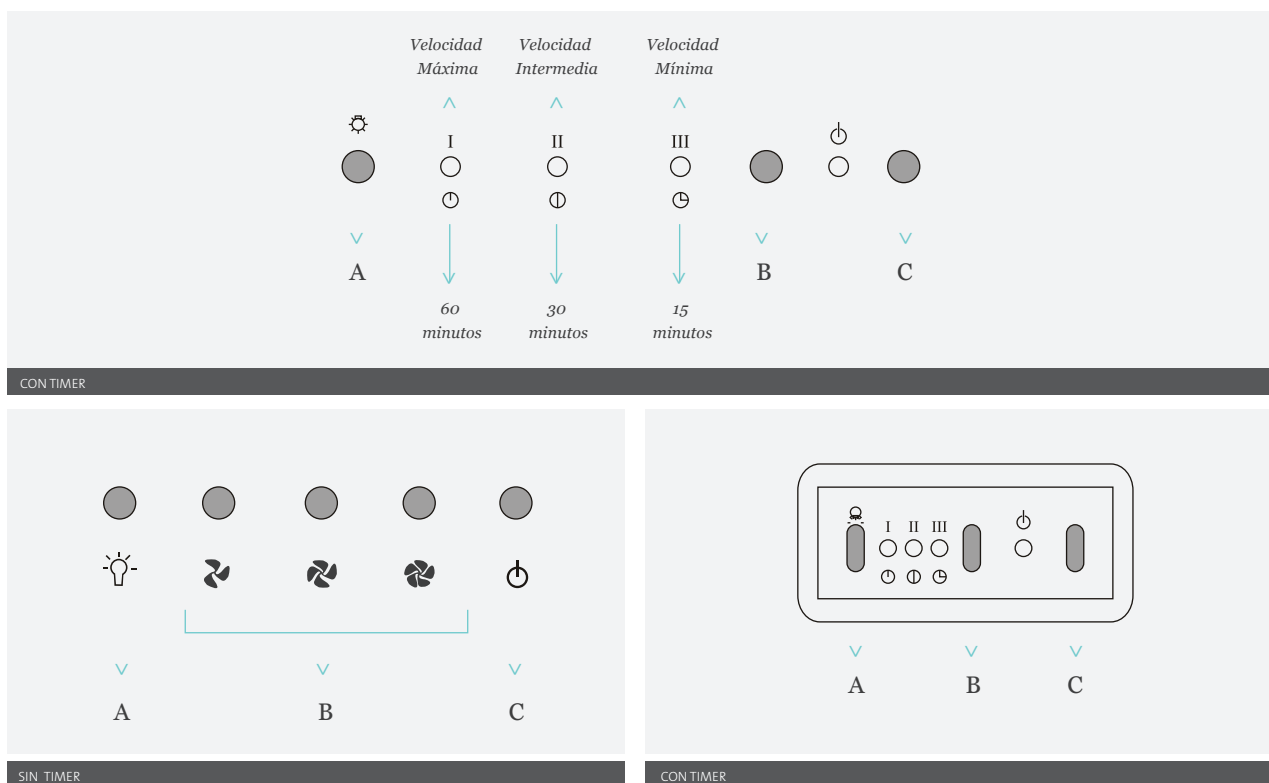 Velocidad Máxima
Velocidad Intermedia
Velocidad Mínima
I II III
A
B
C
60 minutos
30 minutos
15 minutos
CON TIMER
A B C
SIN TIMER
I II III
A B C
CON TIMER